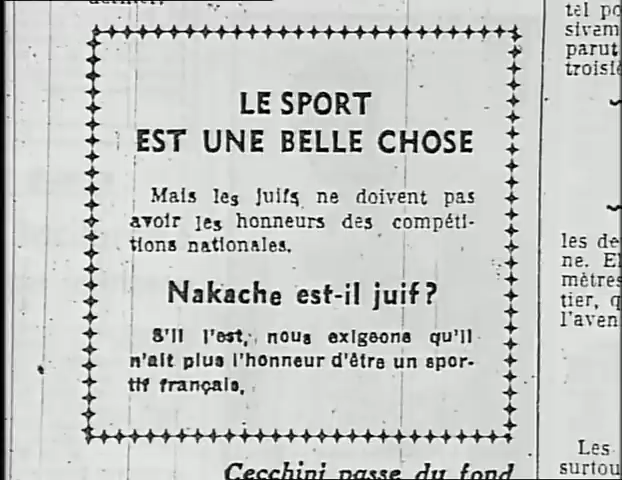 LE SPORT
EST UNE BELLE CHOSE
Mais les juifs ne doivent pas
avoir les honneurs des compéti-
tions nationales.
Nakache est-il juif ?
S'il l'est, nous exigeons qu'il
n'ait plus l'honneur d'être un spor-
tif français.
Cecchini passe du fond
tel po
sivem
parut
troisiè
les de
ne. El
mètres
tier, q
l'aven
Les
surtou